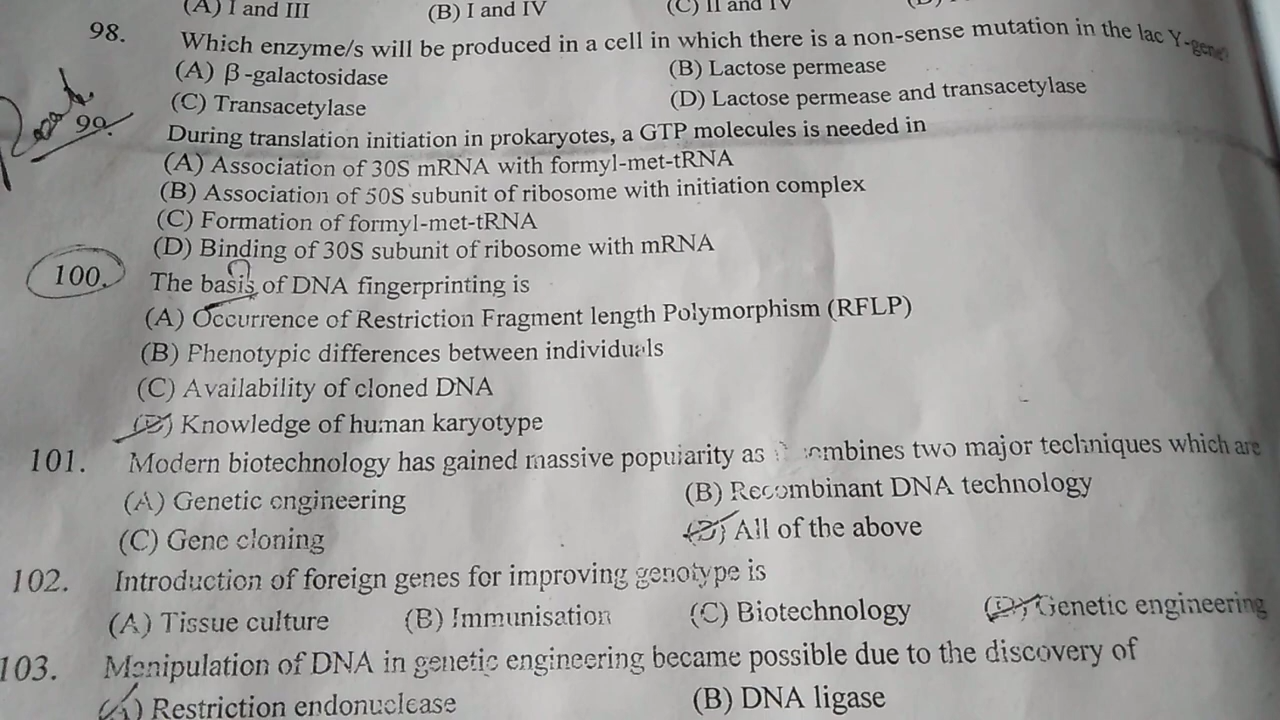 (A) I and III (B) I and IV (C) II and IV
98. Which enzyme/s will be produced in a cell in which there is a non-sense mutation in the lac Y-gene
(A) β-galactosidase (B) Lactose permease
(C) Transacetylase (D) Lactose permease and transacetylase
99. During translation initiation in prokaryotes, a GTP molecules is needed in
(A) Association of 30S mRNA with formyl-met-tRNA
(B) Association of 50S subunit of ribosome with initiation complex
(C) Formation of formyl-met-tRNA
(D) Binding of 30S subunit of ribosome with mRNA
100. The basis of DNA fingerprinting is
(A) Occurrence of Restriction Fragment length Polymorphism (RFLP)
(B) Phenotypic differences between individuals
(C) Availability of cloned DNA
(D) Knowledge of human karyotype
101. Modern biotechnology has gained massive popularity as combines two major techniques which are
(A) Genetic engineering (B) Recombinant DNA technology
(C) Gene cloning (D) All of the above
102. Introduction of foreign genes for improving genotype is
(A) Tissue culture (B) Immunisation (C) Biotechnology (D) Genetic engineering
103. Manipulation of DNA in genetic engineering became possible due to the discovery of
(A) Restriction endonuclease (B) DNA ligase